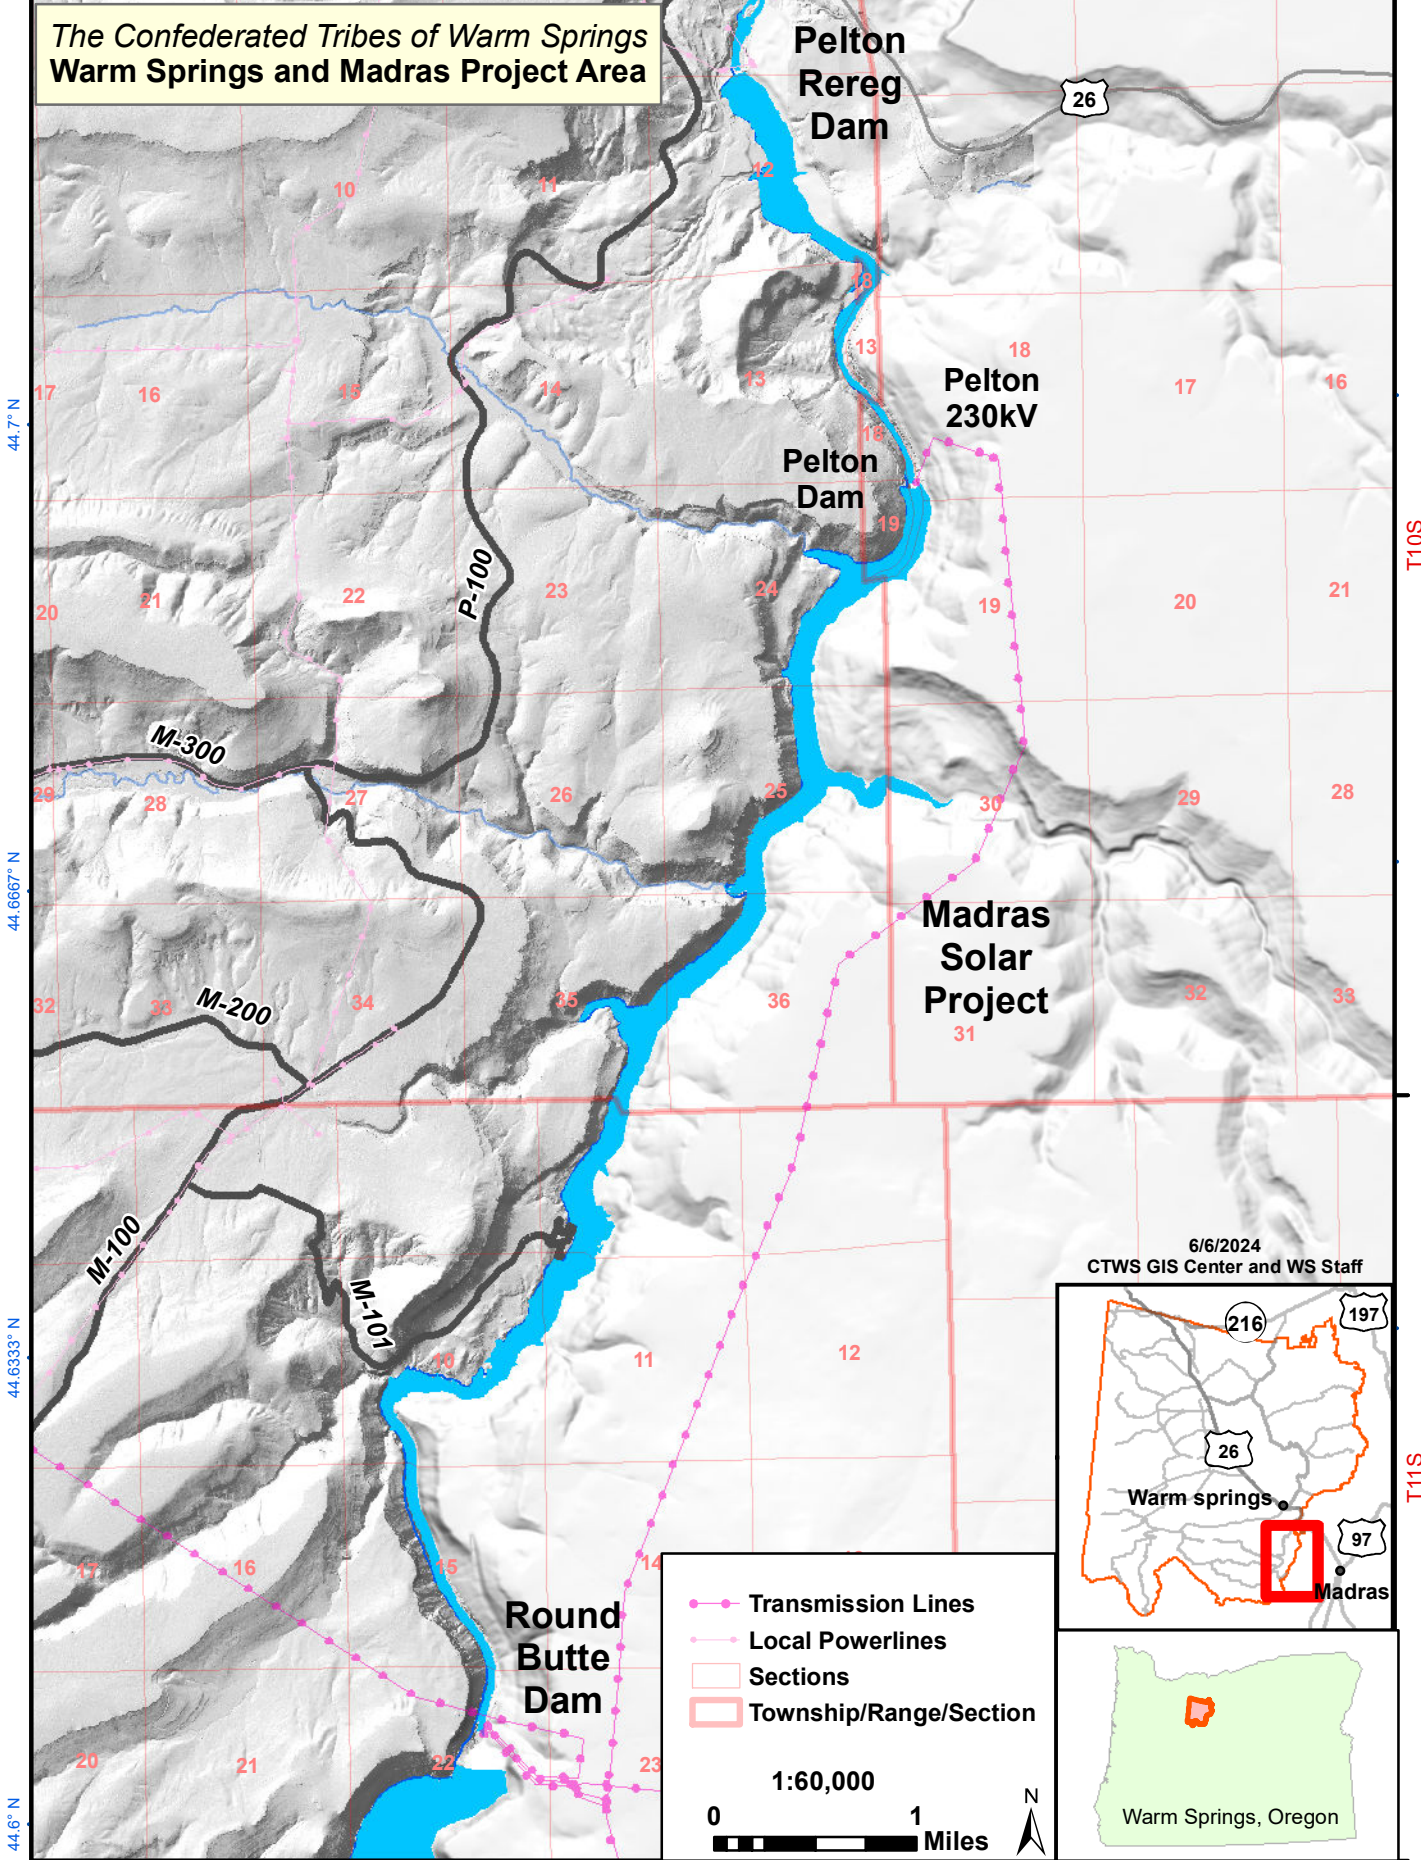 The Confederated Tribes of Warm Springs
Warm Springs and Madras Project Area
Pelton
Rereg
Dam
26
12
10
11
18
13
18
17
16
15
14
13
17
16
Pelton
230kV
18
Pelton
Dam
19
44.7° N
T10S
P-100
20
21
22
23
24
19
20
21
M-300
29
28
27
26
25
30
29
28
44.6667° N
Madras
Solar
Project
32
33
M-200
34
35
36
31
32
33
M-100
M-101
10
11
12
44.6333° N
6/6/2024
CTWS GIS Center and WS Staff
216
197
26
Warm springs
97
Madras
T11S
17
16
15
14
Round
Butte
Dam
20
21
22
23
44.6° N
Transmission Lines
Local Powerlines
Sections
Township/Range/Section
1:60,000
0
1
Miles
N
Warm Springs, Oregon